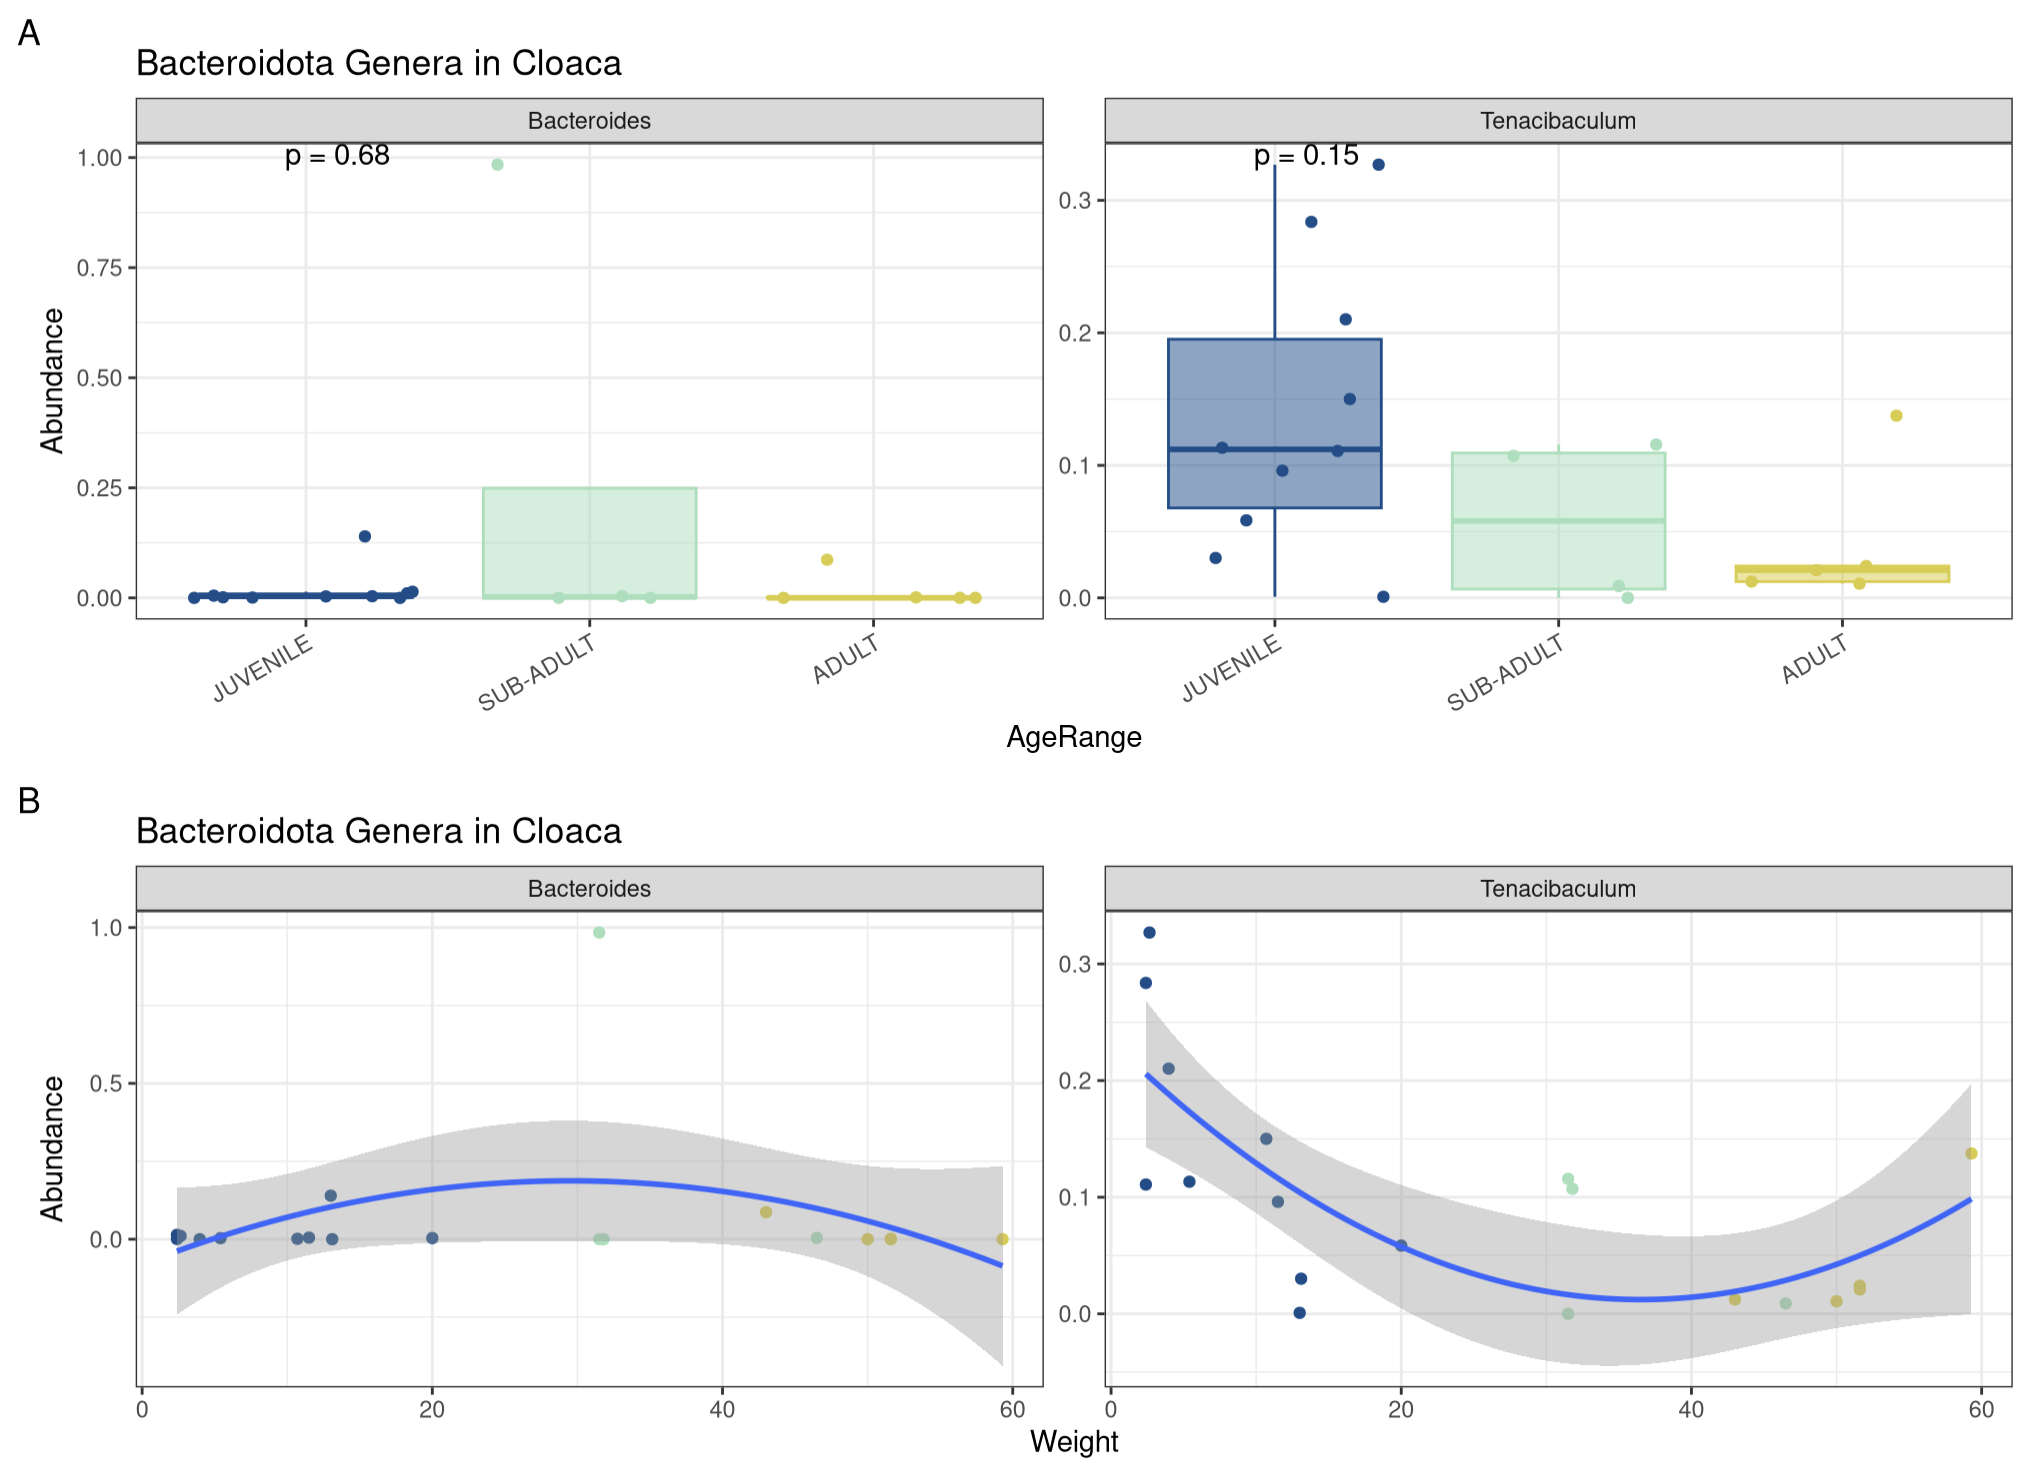 A
Bacteroidota Genera in Cloaca
Bacteroides
Tenacibaculum
p = 0.68
p = 0.15
Abundance
1.00
0.75
0.50
0.25
0.00
0.3
0.2
0.1
0.0
JUVENILE
SUB-ADULT
ADULT
JUVENILE
SUB-ADULT
ADULT
AgeRange
B
Bacteroidota Genera in Cloaca
Bacteroides
Tenacibaculum
Abundance
1.0
0.5
0.0
0.3
0.2
0.1
0.0
0 20 40 60
0 20 40 60
Weight